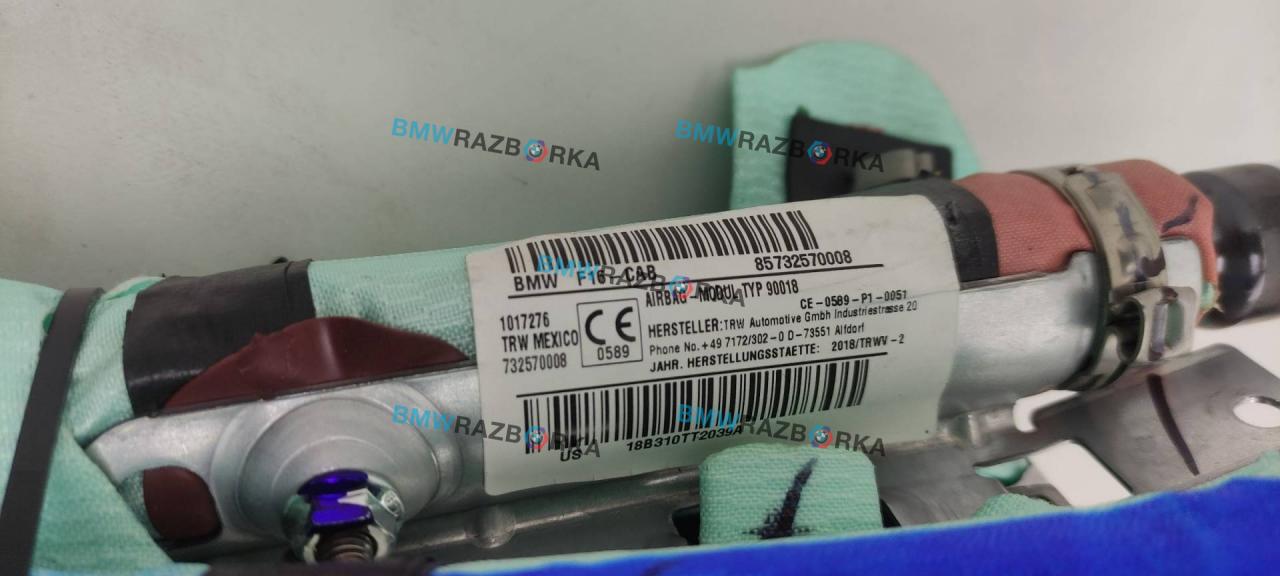 BMWRAZBORKA
BMWRAZBORKA
BMW F16 CAB 85732570008
BMWRAZBORKA
AIRBAG-MODUL TYP 90018
1017276
TRW MEXICO
732570008
CE
0589
CE-0589-P1-0051
HERSTELLER:TRW Automotive GmbH Industriestrasse 20
Phone No.+49 7172/302-0 D-73551 Alfdorf
JAHR. HERSTELLUNGSSTAETTE: 2018/TRWV-2
BMWRAZBORKA
BMWRAZBORKA
US 18B310TT2039A